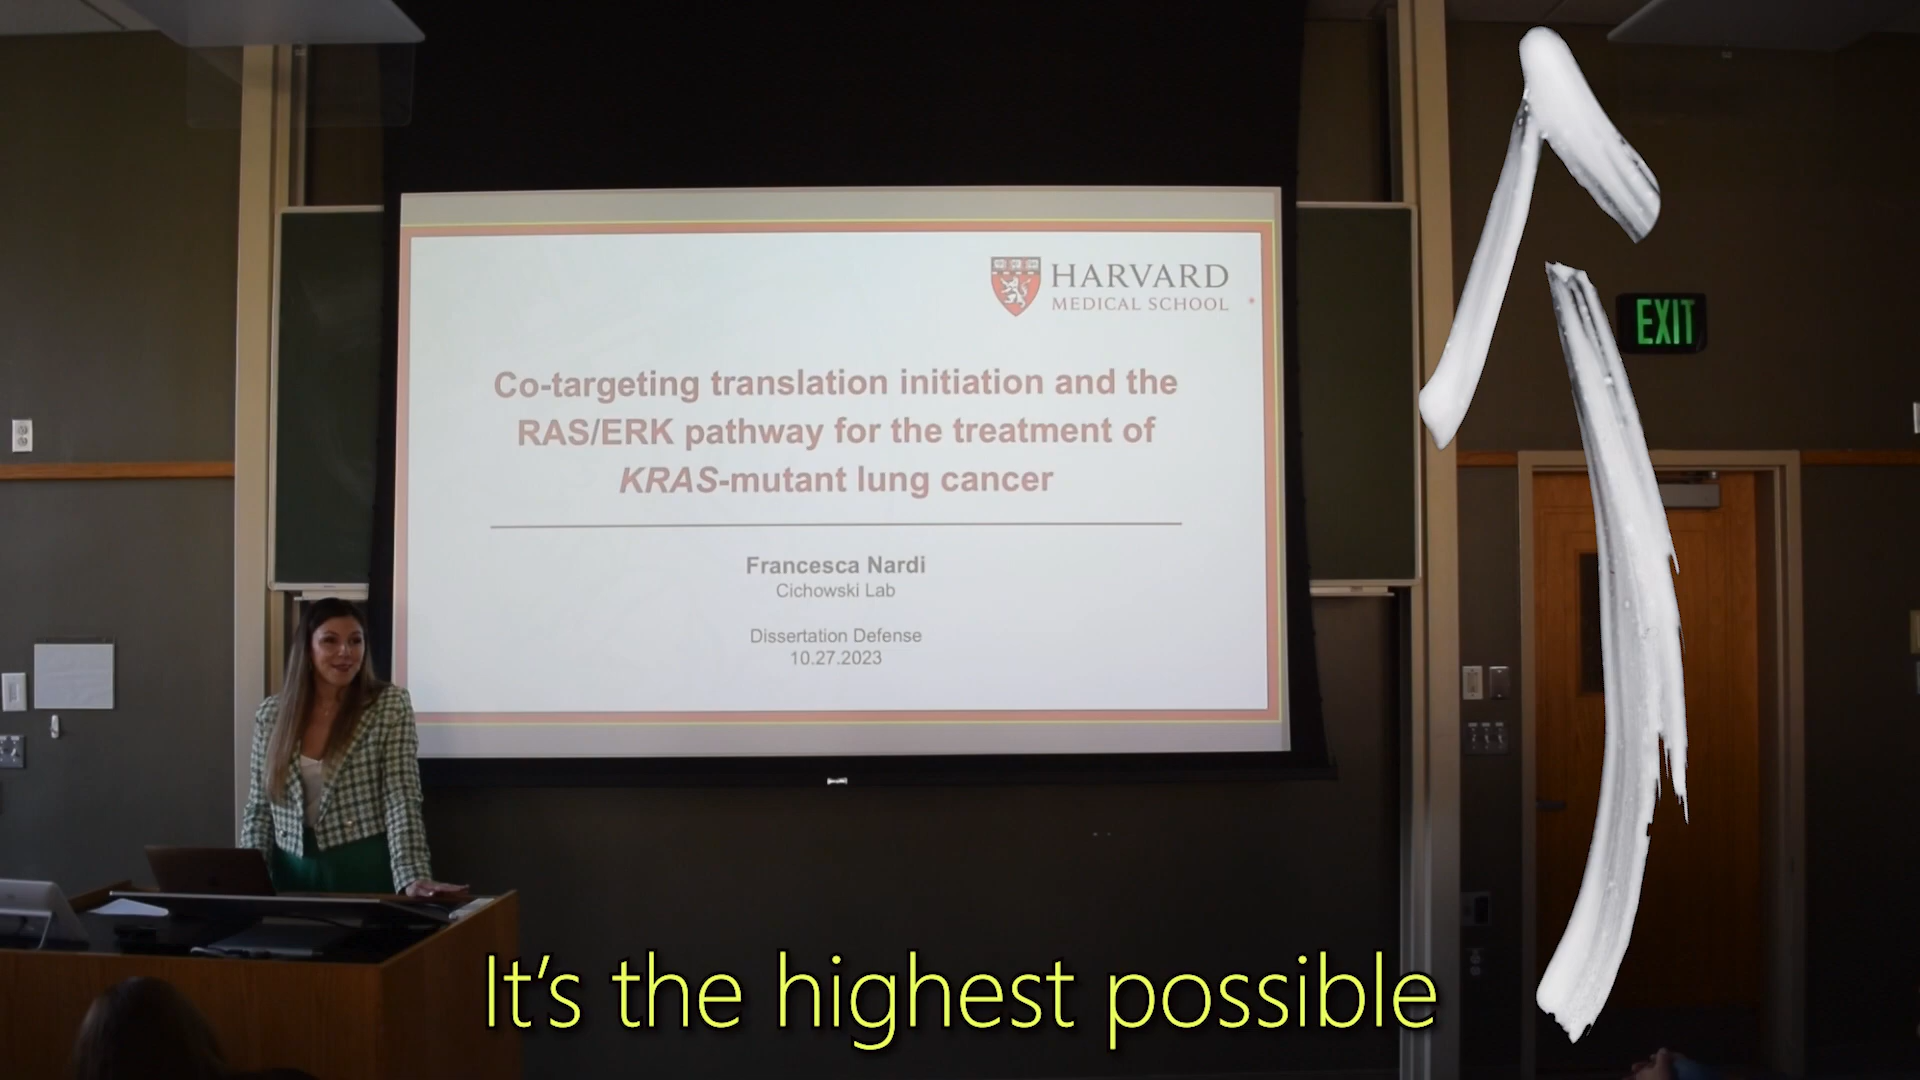 HARVARD
MEDICAL SCHOOL
Co-targeting translation initiation and the
RAS/ERK pathway for the treatment of
KRAS-mutant lung cancer
Francesca Nardi
Cichowski Lab
Dissertation Defense
10.27.2023
EXIT
It's the highest possible